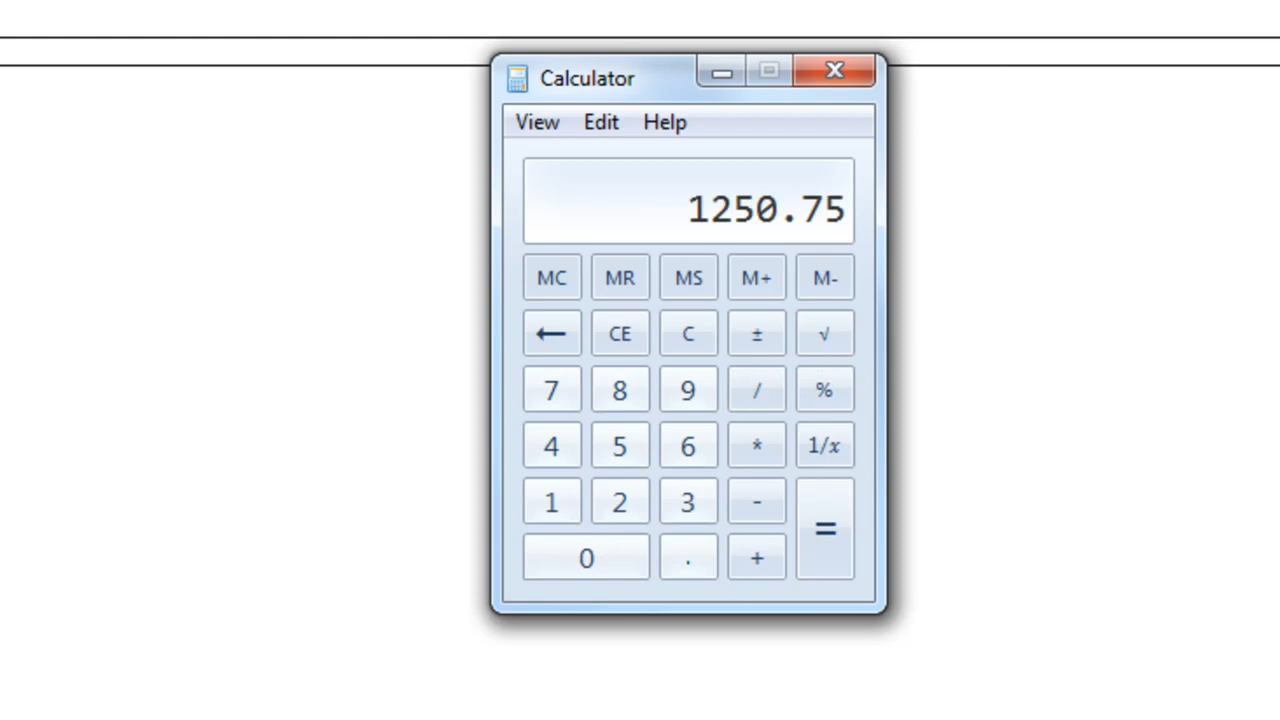 Calculator
View Edit Help
1250.75
MC MR MS M+ M-
← CE C ± √
7 8 9 / %
4 5 6 * 1/x
1 2 3 - =
0 . +